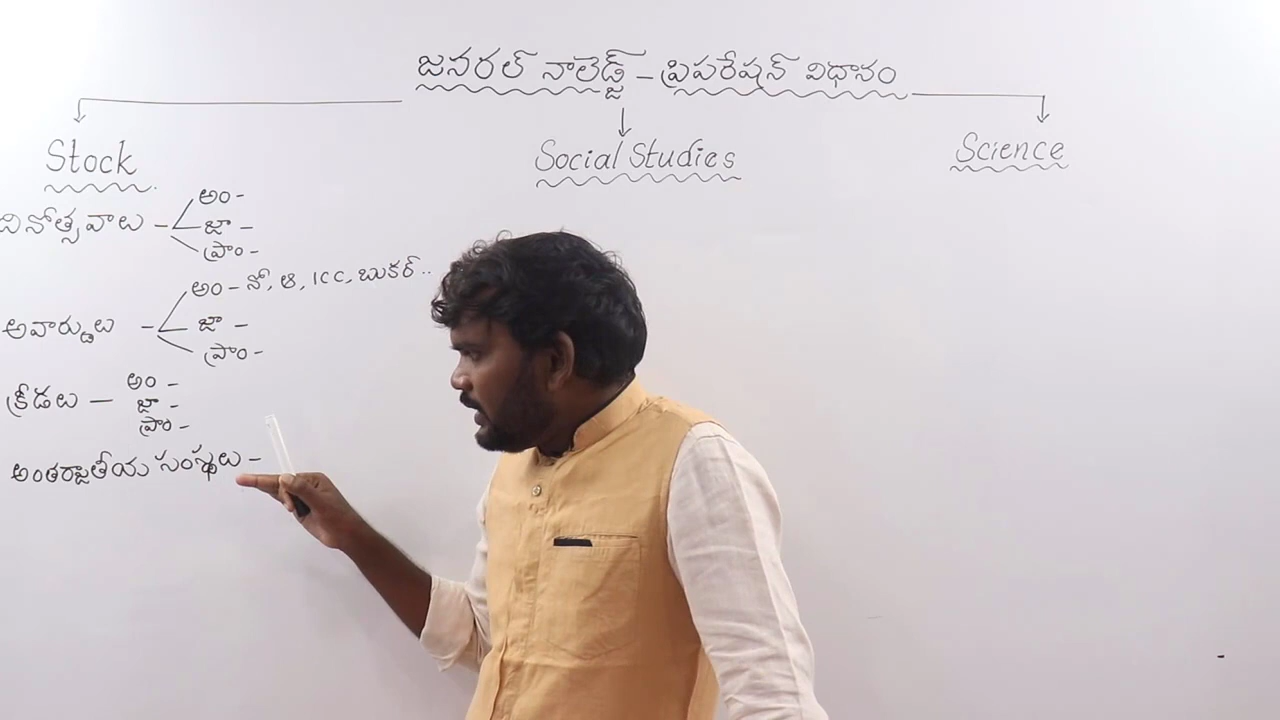 జనరల్ నాలెడ్జ్ - ప్రిపరేషన్ విధానం
Stock
Social Studies
Science
దినోత్సవాలు -
అం -
జా -
ప్రాం -
అవార్డులు -
అం - నో, ఆ, ICC, బుకర్..
జా -
ప్రాం -
క్రీడలు -
అం -
జా -
ప్రాం -
అంతర్జాతీయ సంస్థలు -